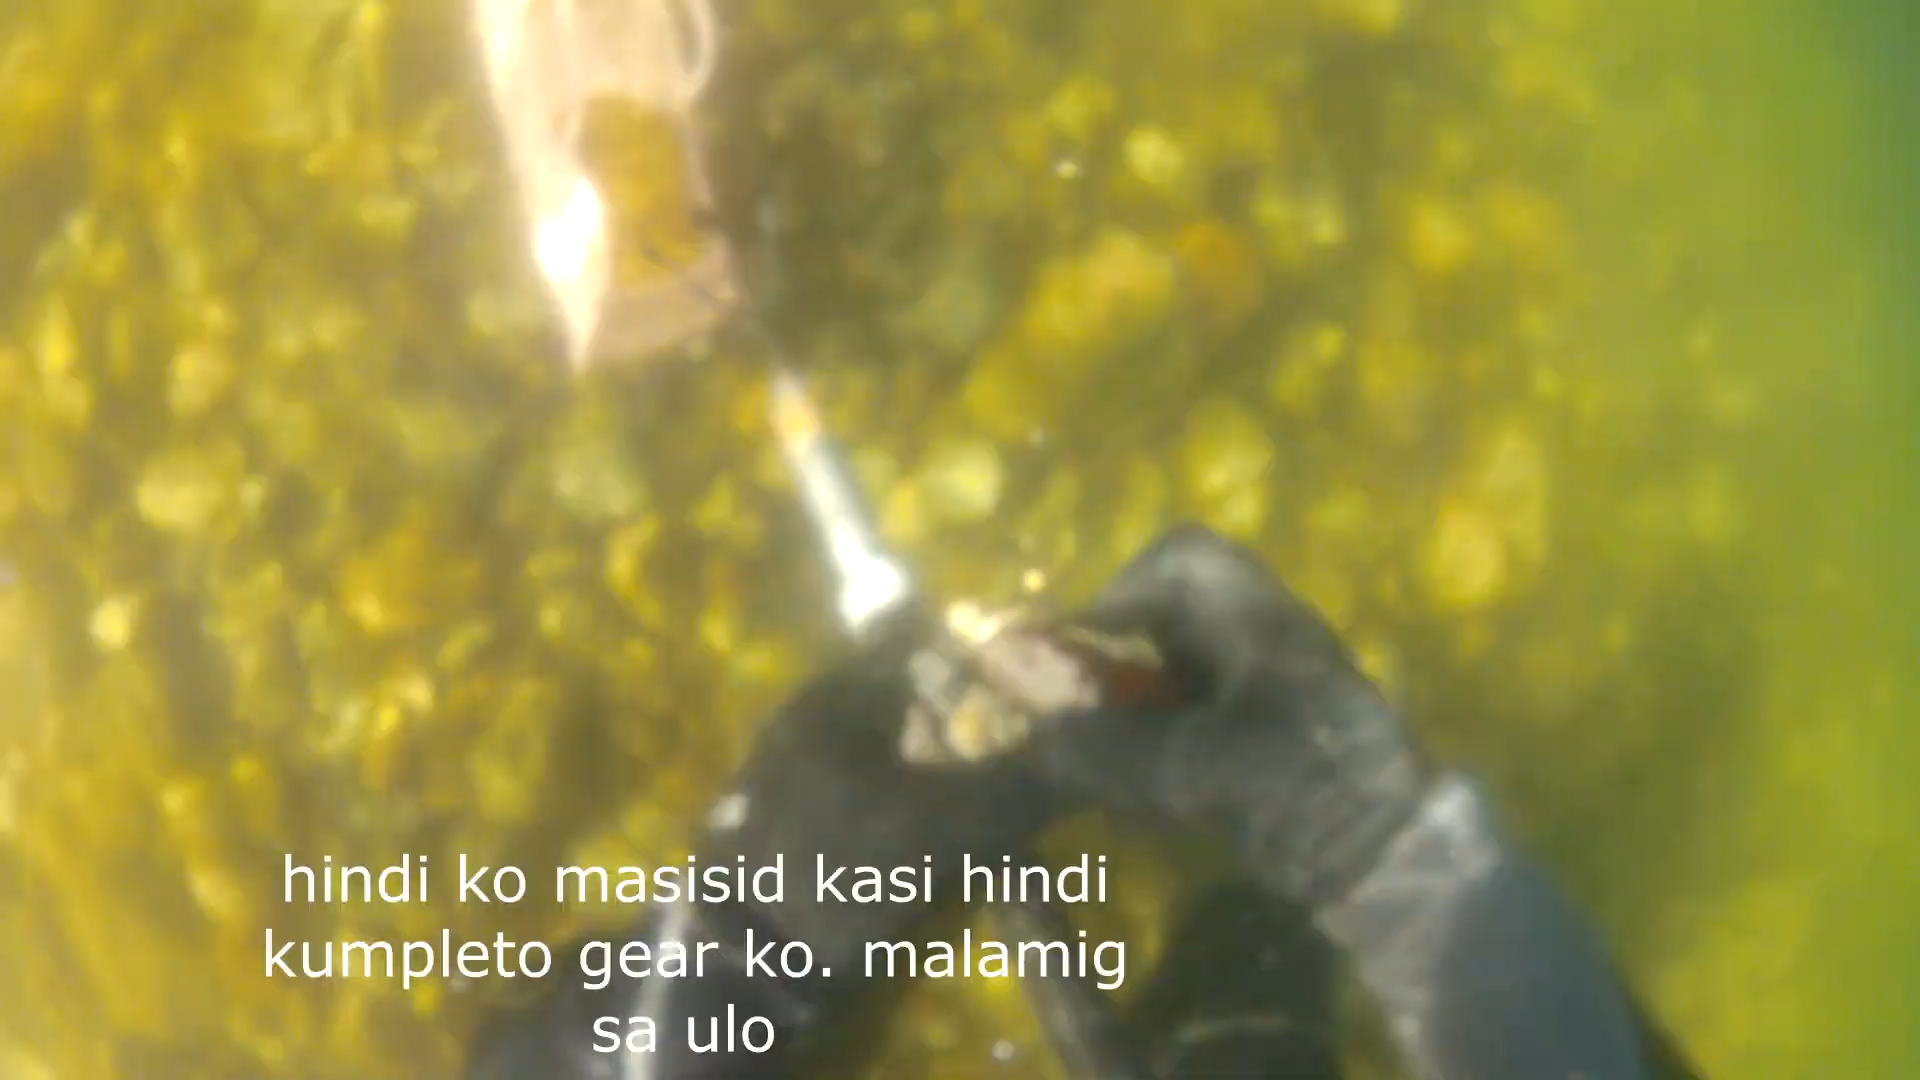 hindi ko masisid kasi hindi
kumpleto gear ko. malamig
sa ulo